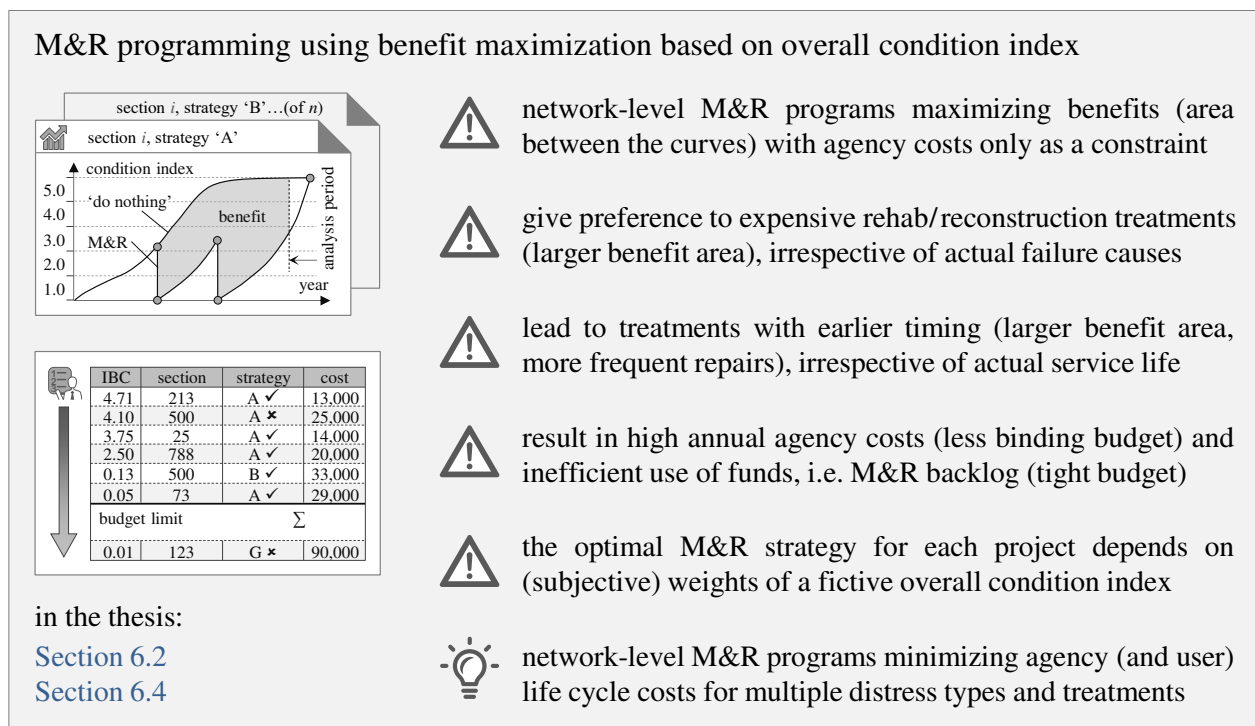 M&R programming using benefit maximization based on overall condition index
section i, strategy ‘B’…(of n)
section i, strategy ‘A’
condition index
5.0
4.0
3.0
2.0
1.0
‘do nothing’
M&R
benefit
analysis period
year
IBC section strategy cost
4.71 213 A ✓ 13,000
4.10 500 A ✗ 25,000
3.75 25 A ✓ 14,000
2.50 788 A ✓ 20,000
0.13 500 B ✓ 33,000
0.05 73 A ✓ 29,000
budget limit ∑
0.01 123 G ✗ 90,000
in the thesis:
Section 6.2
Section 6.4
network-level M&R programs maximizing benefits (area
between the curves) with agency costs only as a constraint
give preference to expensive rehab/reconstruction treatments
(larger benefit area), irrespective of actual failure causes
lead to treatments with earlier timing (larger benefit area,
more frequent repairs), irrespective of actual service life
result in high annual agency costs (less binding budget) and
inefficient use of funds, i.e. M&R backlog (tight budget)
the optimal M&R strategy for each project depends on
(subjective) weights of a fictive overall condition index
network-level M&R programs minimizing agency (and user)
life cycle costs for multiple distress types and treatments